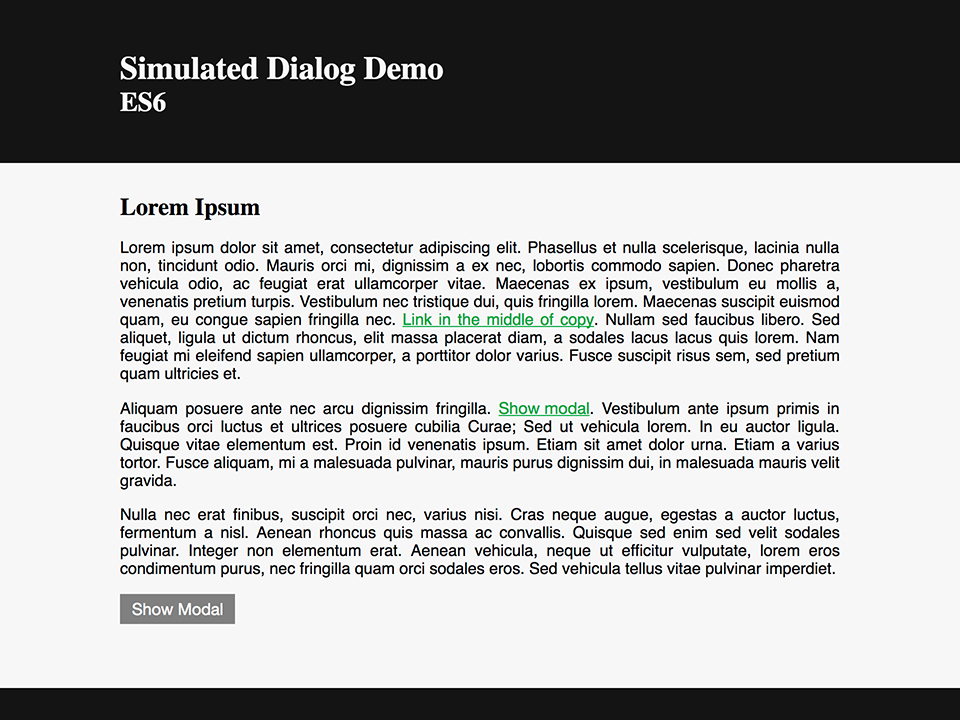 Simulated Dialog Demo
ES6
Lorem Ipsum
Lorem ipsum dolor sit amet, consectetur adipiscing elit. Phasellus et nulla scelerisque, lacinia nulla
non, tincidunt odio. Mauris orci mi, dignissim a ex nec, lobortis commodo sapien. Donec pharetra
vehicula odio, ac feugiat erat ullamcorper vitae. Maecenas ex ipsum, vestibulum eu mollis a,
venenatis pretium turpis. Vestibulum nec tristique dui, quis fringilla lorem. Maecenas suscipit euismod
quam, eu congue sapien fringilla nec. Link in the middle of copy. Nullam sed faucibus libero. Sed
aliquet, ligula ut dictum rhoncus, elit massa placerat diam, a sodales lacus lacus quis lorem. Nam
feugiat mi eleifend sapien ullamcorper, a porttitor dolor varius. Fusce suscipit risus sem, sed pretium
quam ultricies et.
Aliquam posuere ante nec arcu dignissim fringilla. Show modal. Vestibulum ante ipsum primis in
faucibus orci luctus et ultrices posuere cubilia Curae; Sed ut vehicula lorem. In eu auctor ligula.
Quisque vitae elementum est. Proin id venenatis ipsum. Etiam sit amet dolor urna. Etiam a varius
tortor. Fusce aliquam, mi a malesuada pulvinar, mauris purus dignissim dui, in malesuada mauris velit
gravida.
Nulla nec erat finibus, suscipit orci nec, varius nisi. Cras neque augue, egestas a auctor luctus,
fermentum a nisl. Aenean rhoncus quis massa ac convallis. Quisque sed enim sed velit sodales
pulvinar. Integer non elementum erat. Aenean vehicula, neque ut efficitur vulputate, lorem eros
condimentum purus, nec fringilla quam orci sodales eros. Sed vehicula tellus vitae pulvinar imperdiet.
Show Modal